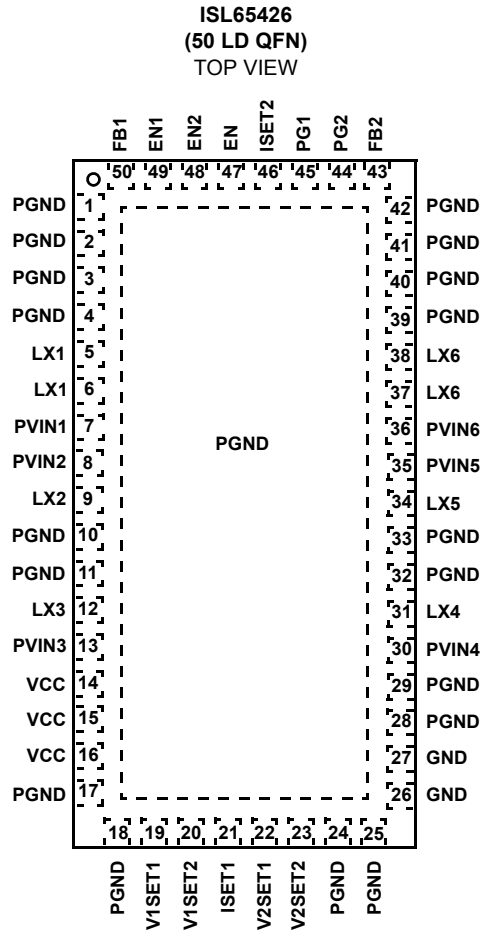 ISL65426
(50 LD QFN)
TOP VIEW
FB1 EN1 EN2 EN ISET2 PG1 PG2 FB2
50 49 48 47 46 45 44 43
PGND 1 42 PGND
PGND 2 41 PGND
PGND 3 40 PGND
PGND 4 39 PGND
LX1 5 38 LX6
LX1 6 37 LX6
PVIN1 7 36 PVIN6
PGND
PVIN2 8 35 PVIN5
LX2 9 34 LX5
PGND 10 33 PGND
PGND 11 32 PGND
LX3 12 31 LX4
PVIN3 13 30 PVIN4
VCC 14 29 PGND
VCC 15 28 PGND
VCC 16 27 GND
PGND 17 26 GND
18 19 20 21 22 23 24 25
PGND V1SET1 V1SET2 ISET1 V2SET1 V2SET2 PGND PGND